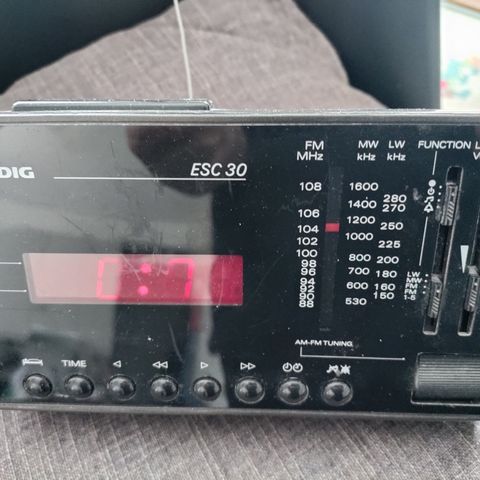 DIG
ESC 30
FM MHz
MW kHz
LW kHz
FUNCTION
108 1600
1400 280
106 270
1200
104 250
102 1000
225
100
98 800 200
96 700 180
94
92 600 160
90 150
88 530
LW
MW
FM
FM
1-5
AM-FM TUNING
TIME